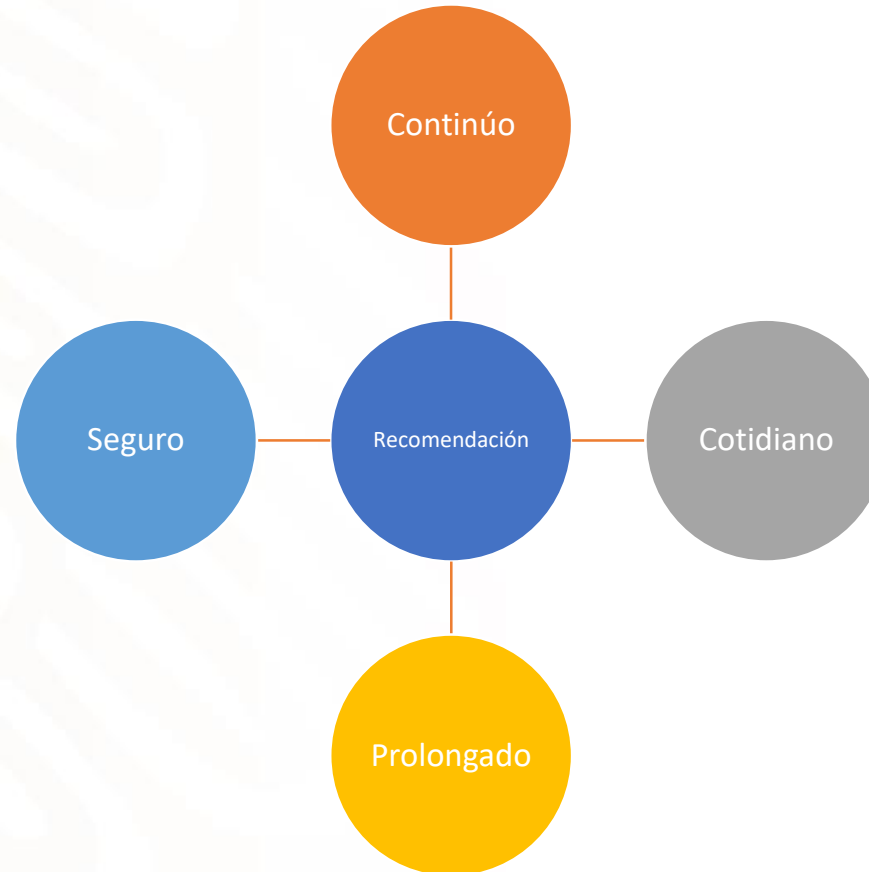 Continúo
Seguro
Recomendación
Cotidiano
Prolongado